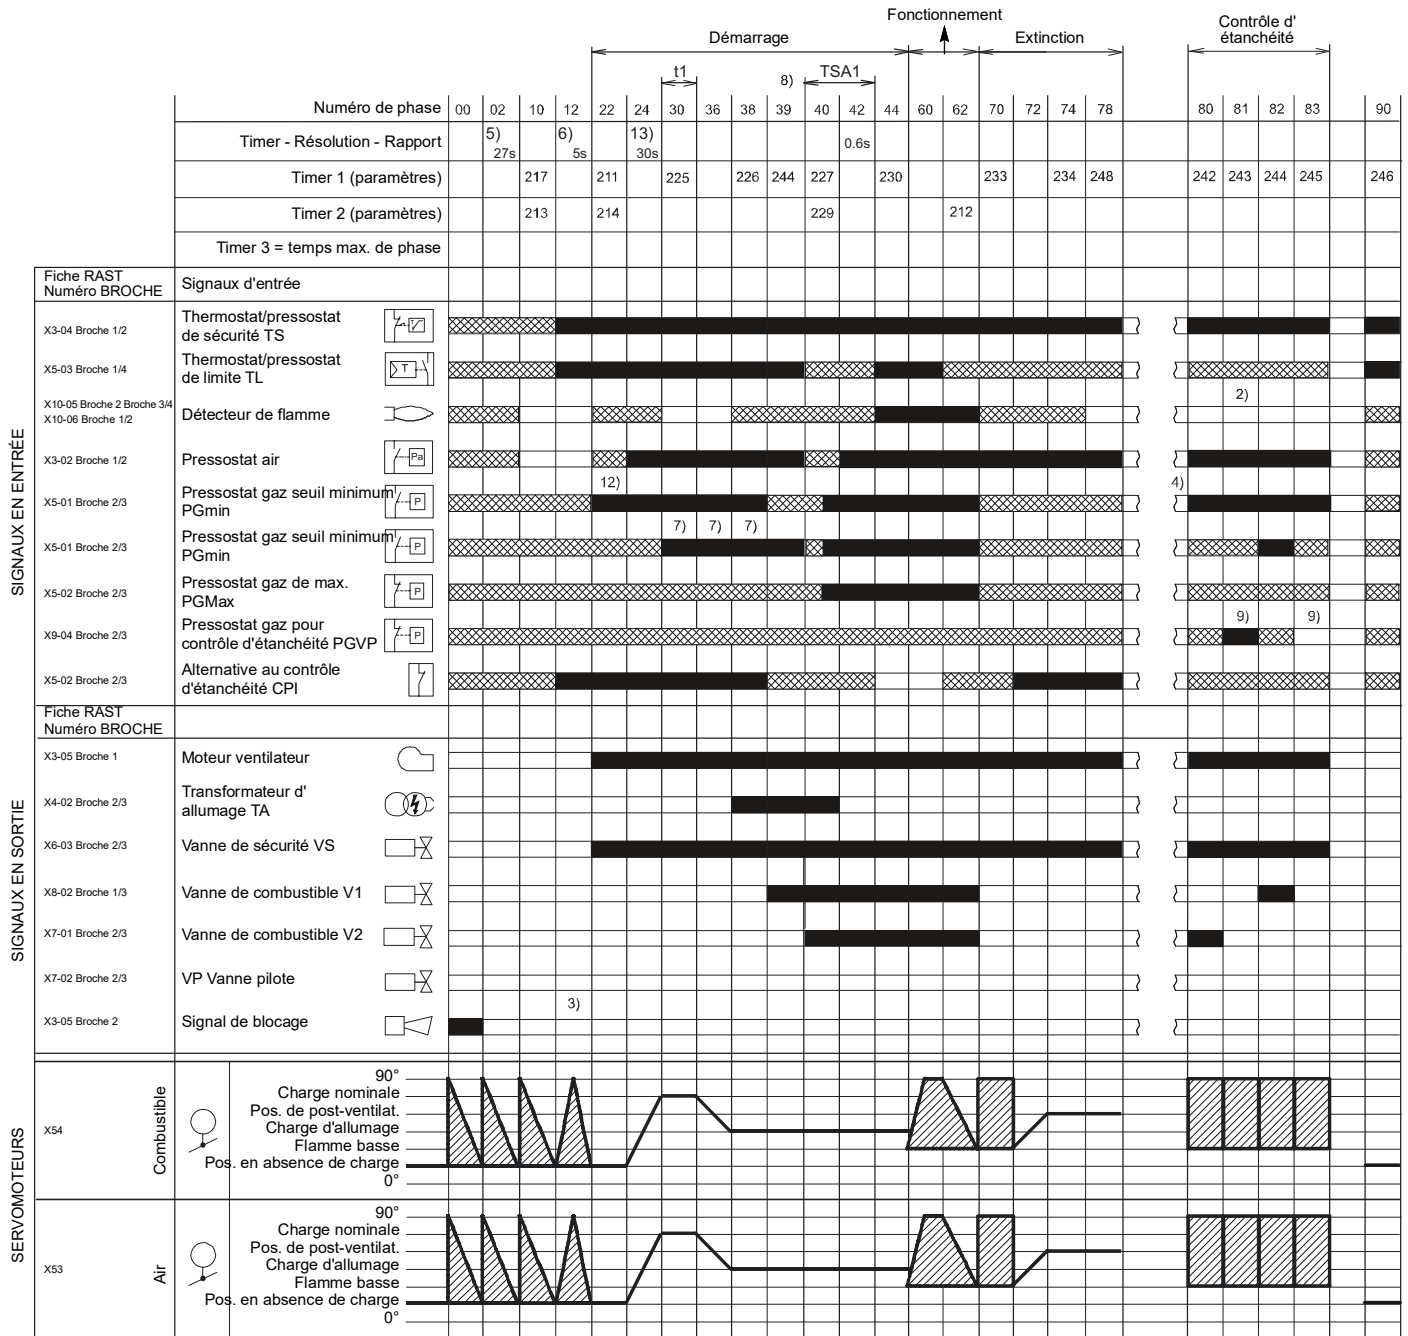 Fonctionnement
Démarrage
Extinction
Contrôle d'
étanchéité
t1
8)
TSA1
Numéro de phase 00 02 10 12 22 24 30 36 38 39 40 42 44 60 62 70 72 74 78 80 81 82 83 90
Timer - Résolution - Rapport 5) 27s 6) 5s 13) 30s 0.6s
Timer 1 (paramètres) 217 211 225 226 244 227 230 233 234 248 242 243 244 245 246
Timer 2 (paramètres) 213 214 229 212
Timer 3 = temps max. de phase
Fiche RAST
Numéro BROCHE
Signaux d'entrée
SIGNAUX EN ENTRÉE
X3-04 Broche 1/2
Thermostat/pressostat
de sécurité TS
X5-03 Broche 1/4
Thermostat/pressostat
de limite TL
T
X10-05 Broche 2 Broche 3/4
X10-06 Broche 1/2
Détecteur de flamme
2)
X3-02 Broche 1/2
Pressostat air
Pa
12)
4)
X5-01 Broche 2/3
Pressostat gaz seuil minimum
PGmin
P
7) 7) 7)
X5-01 Broche 2/3
Pressostat gaz seuil minimum
PGmin
P
X5-02 Broche 2/3
Pressostat gaz de max.
PGMax
P
X9-04 Broche 2/3
Pressostat gaz pour
contrôle d'étanchéité PGVP
P
9) 9)
X5-02 Broche 2/3
Alternative au contrôle
d'étanchéité CPI
Fiche RAST
Numéro BROCHE
SIGNAUX EN SORTIE
X3-05 Broche 1
Moteur ventilateur
X4-02 Broche 2/3
Transformateur d'
allumage TA
X6-03 Broche 2/3
Vanne de sécurité VS
X8-02 Broche 1/3
Vanne de combustible V1
X7-01 Broche 2/3
Vanne de combustible V2
X7-02 Broche 2/3
VP Vanne pilote
3)
X3-05 Broche 2
Signal de blocage
SERVOMOTEURS
X54
Combustible
90°
Charge nominale
Pos. de post-ventilat.
Charge d'allumage
Flamme basse
Pos. en absence de charge
0°
X53
Air
90°
Charge nominale
Pos. de post-ventilat.
Charge d'allumage
Flamme basse
Pos. en absence de charge
0°